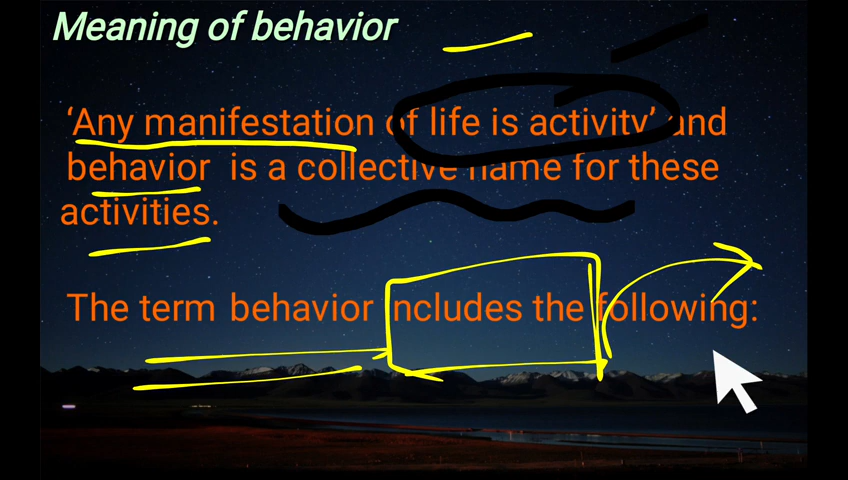 Meaning of behavior
‘Any manifestation of life is activity’ and
behavior is a collective name for these
activities.
The term behavior includes the following: